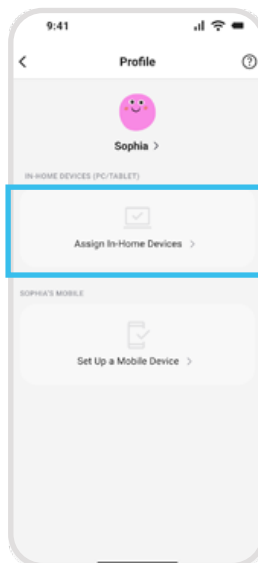 9:41
Profile
Sophia >
IN-HOME DEVICES (PC/TABLET)
Assign In-Home Devices >
SOPHIA'S MOBILE
Set Up a Mobile Device >